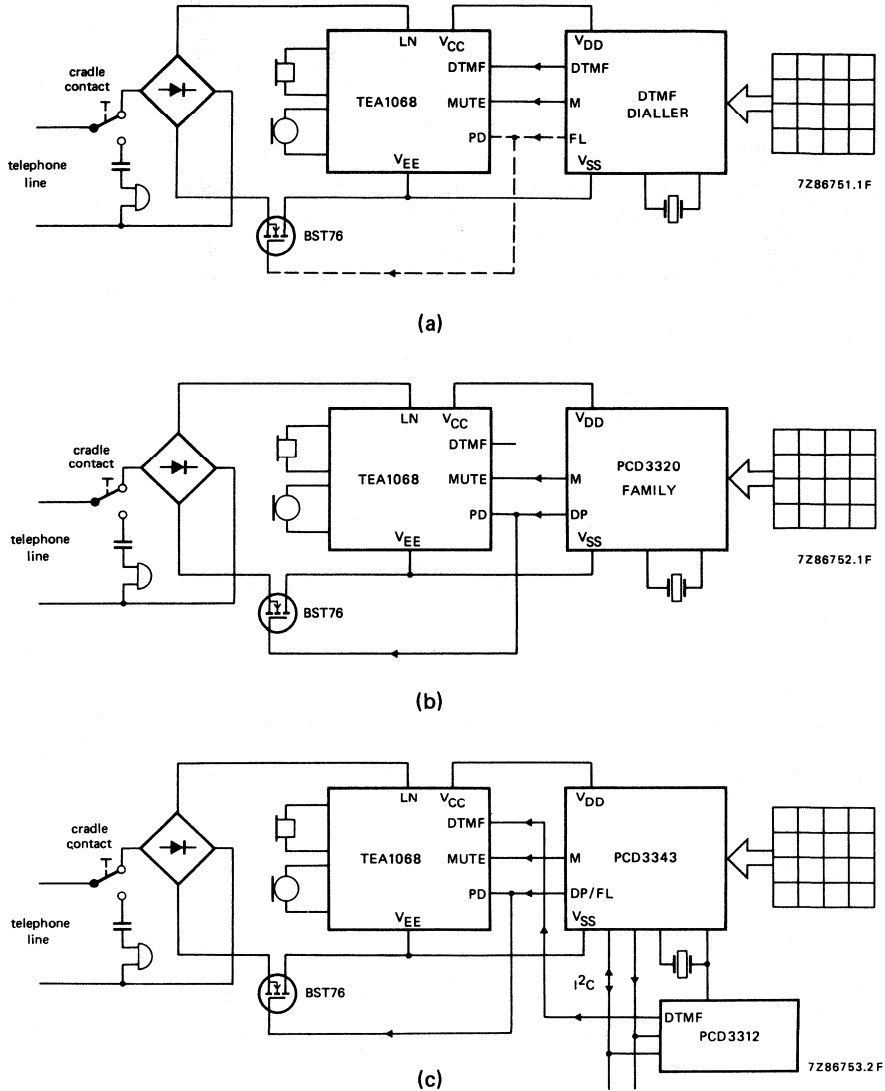 LN
VCC
VDD
cradle
contact
DTMF
DTMF
TEA1068
MUTE
M
DTMF
DIALLER
PD
FL
telephone
line
VEE
VSS
7Z86751.1F
BST76
(a)
LN
VCC
VDD
cradle
contact
DTMF
TEA1068
MUTE
M
PCD3320
FAMILY
PD
DP
telephone
line
VEE
VSS
7Z86752.1F
BST76
(b)
LN
VCC
VDD
cradle
contact
DTMF
TEA1068
MUTE
M
PCD3343
PD
DP/FL
telephone
line
VEE
VSS
BST76
I²C
DTMF
PCD3312
7Z86753.2F
(c)